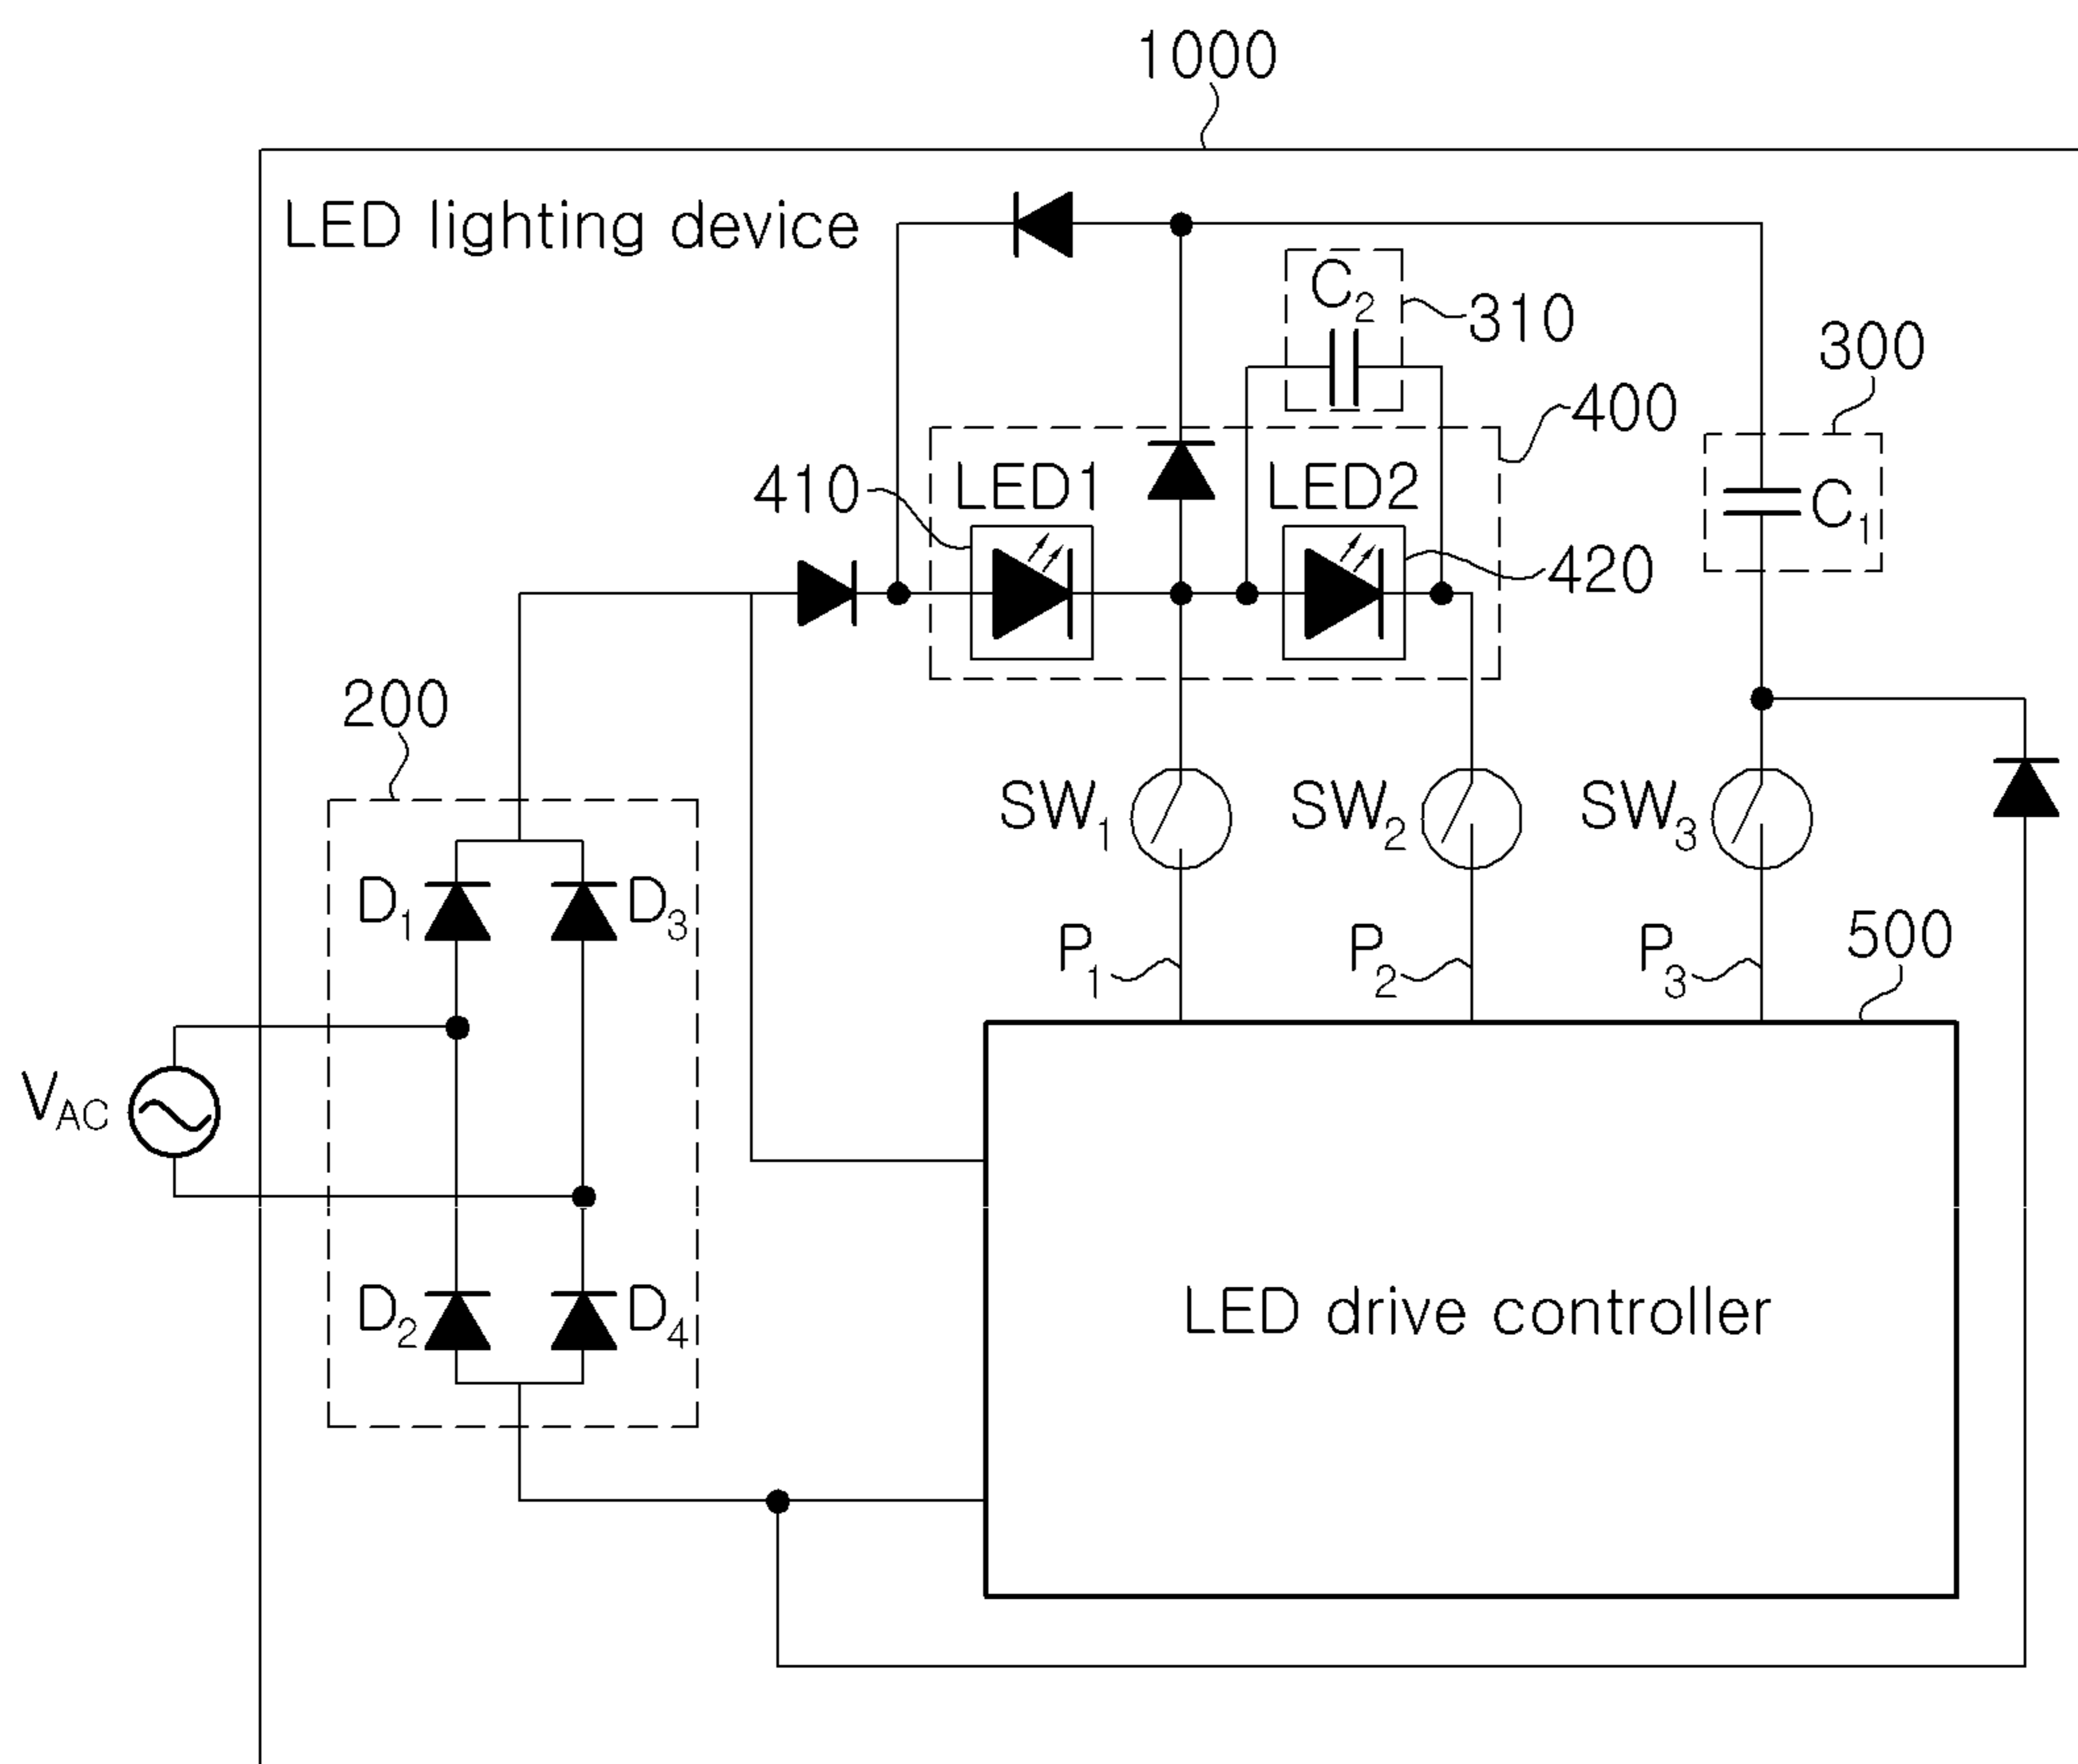 1000
LED lighting device
C2
310
300
400
410
LED1
LED2
C1
420
200
SW1
SW2
SW3
D1
D3
P1
P2
P3
500
VAC
D2
D4
LED drive controller